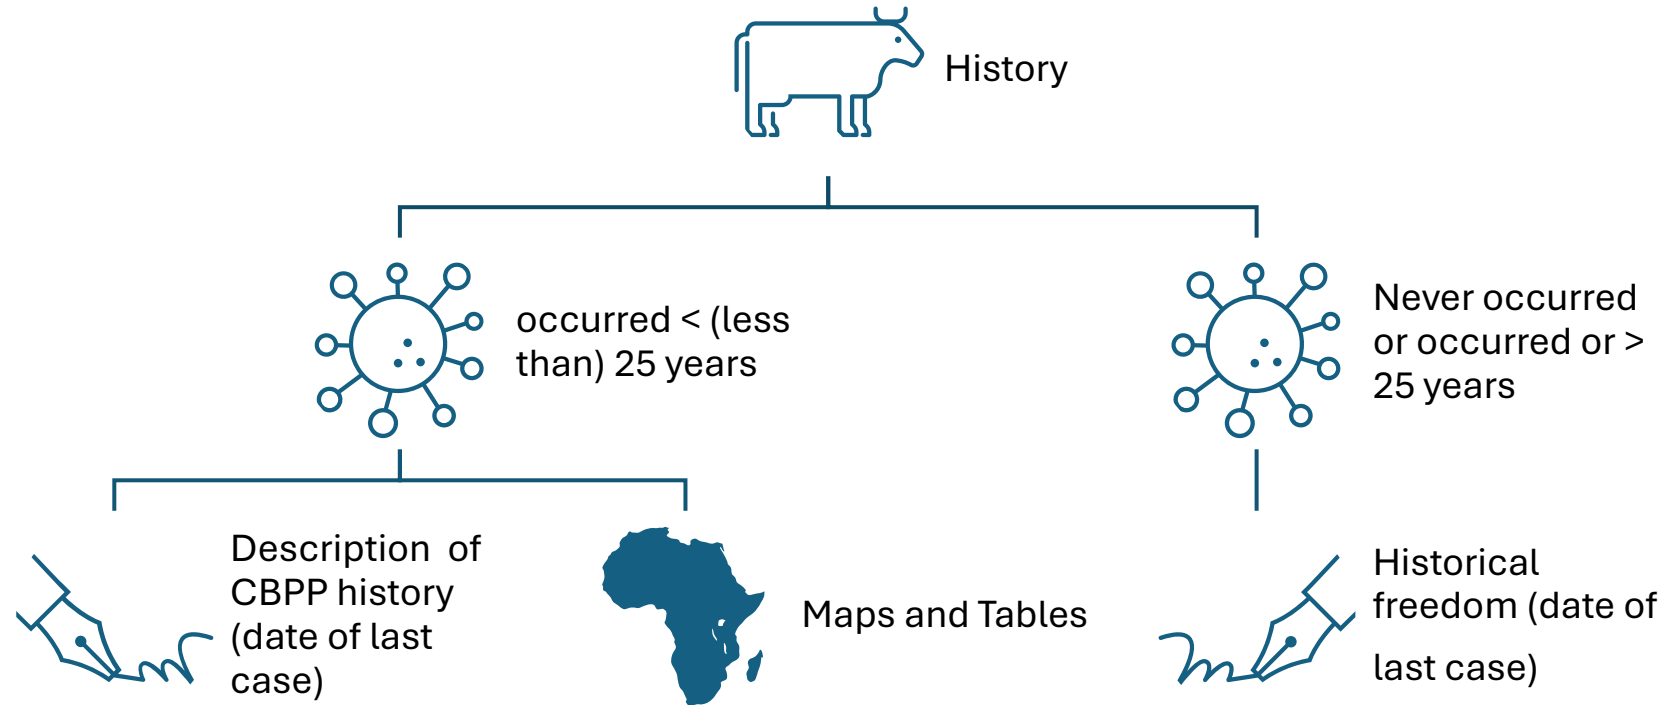 History
occurred < (less
than) 25 years
Never occurred
or occurred or >
25 years
Description  of
CBPP history
(date of last
case)
Maps and Tables
Historical
freedom (date of
last case)